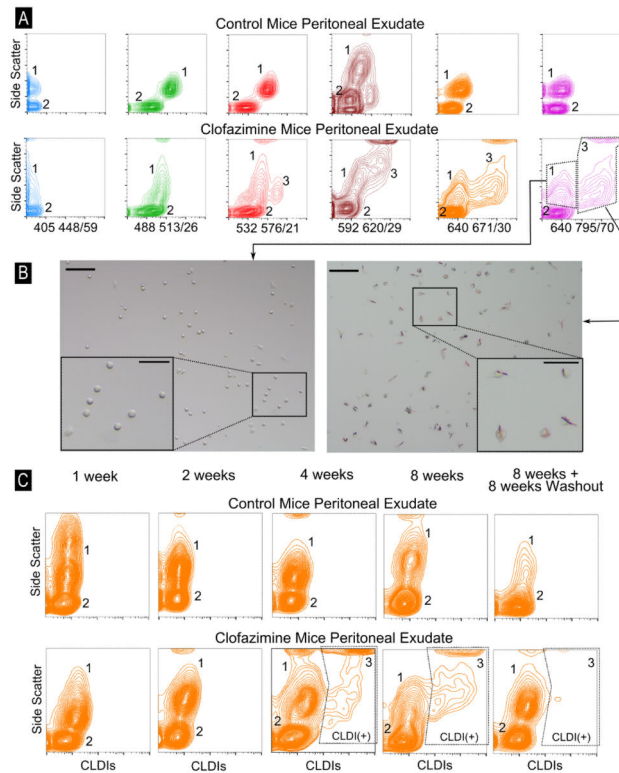 A
Control Mice Peritoneal Exudate
Side Scatter
1
2
2
1
2
1
1
2
1
2
1
2
Clofazimine Mice Peritoneal Exudate
Side Scatter
1
2
1
2
1
3
2
1
3
2
1
3
2
3
1
2
405 448/59
488 513/26
532 576/21
592 620/29
640 671/30
640 795/70
B
1 week
2 weeks
4 weeks
8 weeks
8 weeks +
8 weeks Washout
C
Control Mice Peritoneal Exudate
Side Scatter
1
2
1
2
1
2
1
2
1
2
Clofazimine Mice Peritoneal Exudate
Side Scatter
1
2
1
2
1
3
2
CLDI(+)
1
3
2
CLDI(+)
1
3
2
CLDI(+)
CLDIs
CLDIs
CLDIs
CLDIs
CLDIs